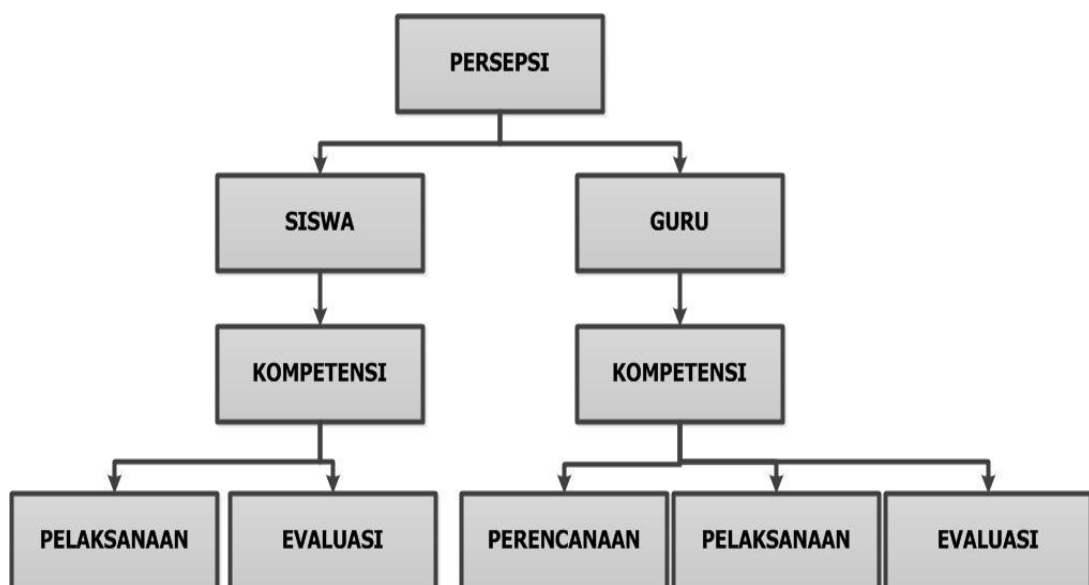 PERSEPSI
SISWA
GURU
KOMPETENSI
KOMPETENSI
PELAKSANAAN
EVALUASI
PERENCANAAN
PELAKSANAAN
EVALUASI